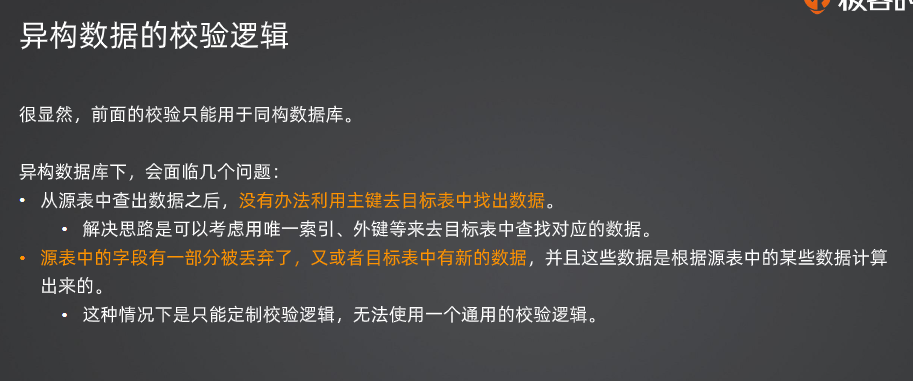 异构数据的校验逻辑
很显然，前面的校验只能用于同构数据库。
异构数据库下，会面临几个问题：
• 从源表中查出数据之后，没有办法利用主键去目标表中找出数据。
• 解决思路是可以考虑用唯一索引、外键等来去目标表中查找对应的数据。
• 源表中的字段有一部分被丢弃了，又或者目标表中有新的数据，并且这些数据是根据源表中的某些数据计算
出来的。
• 这种情况下是只能定制校验逻辑，无法使用一个通用的校验逻辑。